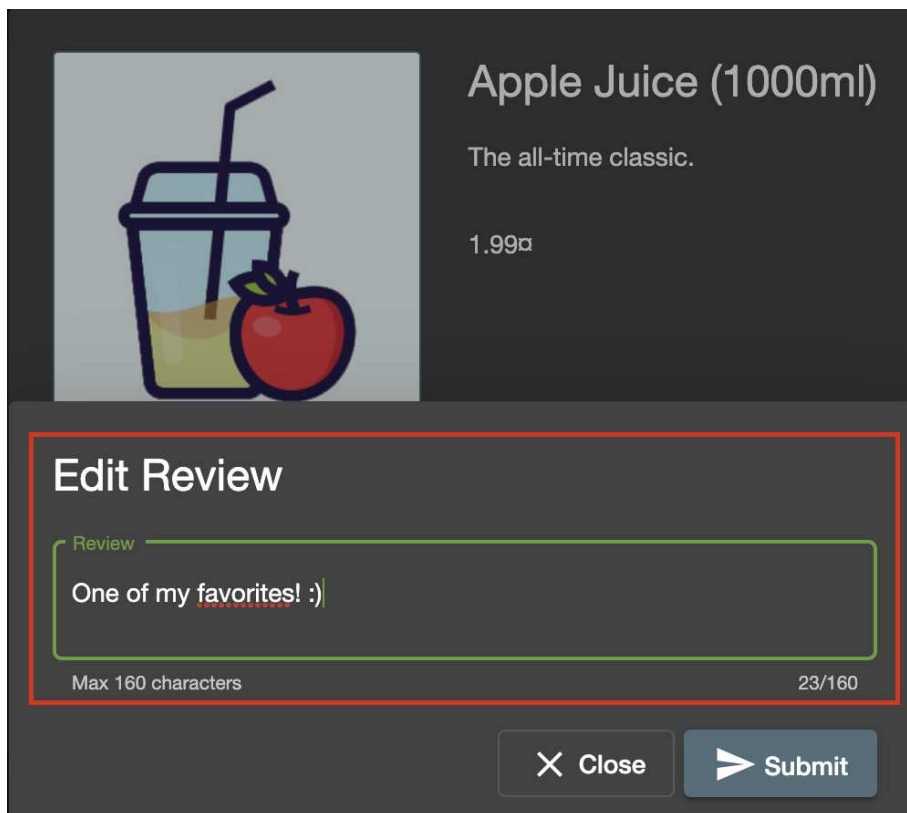 Apple Juice (1000ml)
The all-time classic.
1.99¤
Edit Review
Review
One of my favorites! :)
Max 160 characters
23/160
Close
Submit